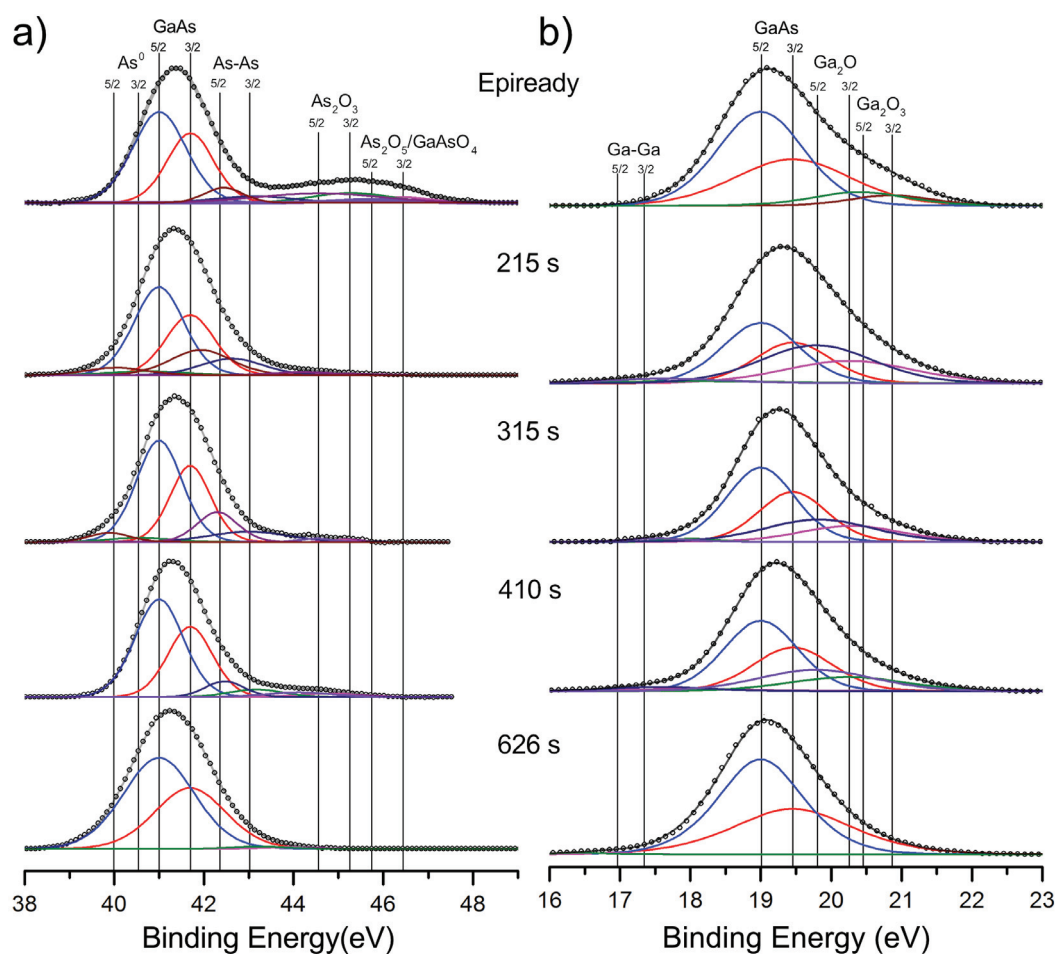 a)
GaAs
5/2 3/2
As⁰
5/2 3/2
As-As
5/2 3/2
As₂O₃
5/2 3/2
As₂O₅/GaAsO₄
5/2 3/2
38 40 42 44 46 48
Binding Energy(eV)
Epiready
215 s
315 s
410 s
626 s
b)
GaAs
5/2 3/2
Ga₂O
5/2 3/2
Ga₂O₃
5/2 3/2
Ga-Ga
5/2 3/2
16 17 18 19 20 21 22 23
Binding Energy (eV)